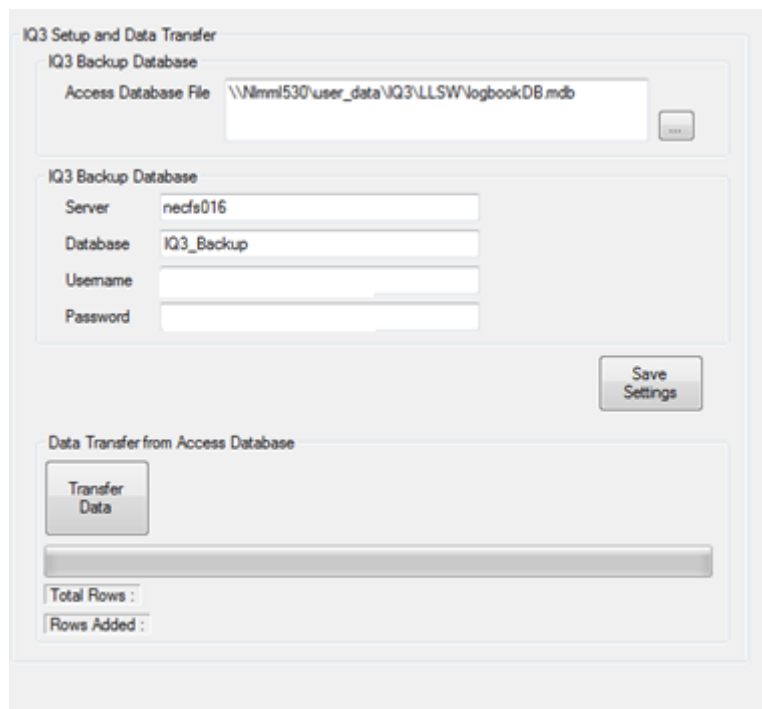 IQ3 Setup and Data Transfer
IQ3 Backup Database
Access Database File \\Nlmml530\user_data\IQ3\LLSW\logbookDB.mdb
...
IQ3 Backup Database
Server necfs016
Database IQ3_Backup
Username
Password
Save
Settings
Data Transfer from Access Database
Transfer
Data
Total Rows :
Rows Added :